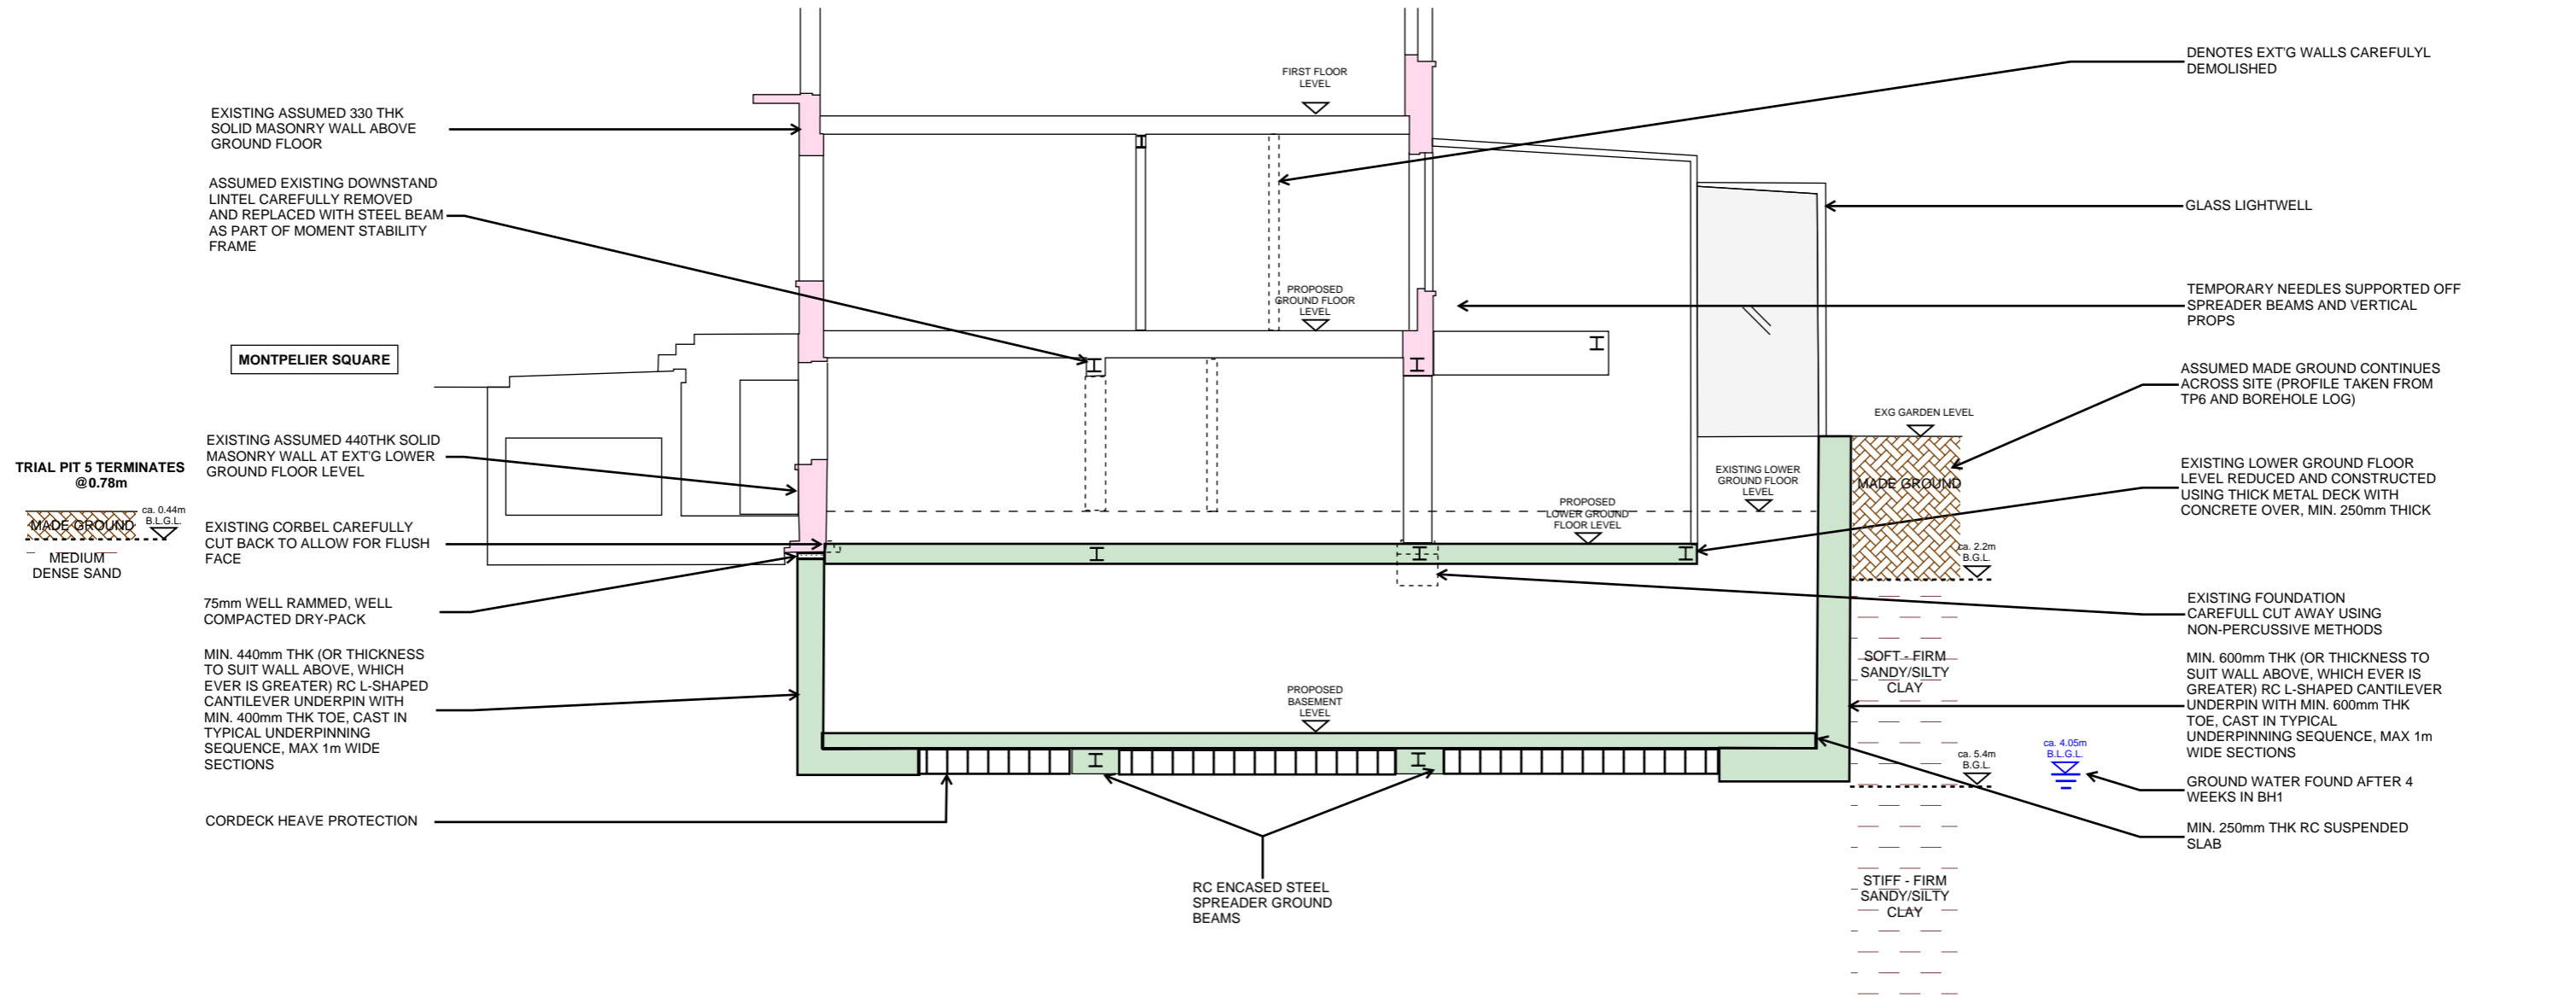 FIRST FLOOR
LEVEL
DENOTES EXT'G WALLS CAREFULYL
DEMOLISHED
EXISTING ASSUMED 330 THK
SOLID MASONRY WALL ABOVE
GROUND FLOOR
ASSUMED EXISTING DOWNSTAND
LINTEL CAREFULLY REMOVED
AND REPLACED WITH STEEL BEAM
AS PART OF MOMENT STABILITY
FRAME
GLASS LIGHTWELL
PROPOSED
GROUND FLOOR
LEVEL
TEMPORARY NEEDLES SUPPORTED OFF
SPREADER BEAMS AND VERTICAL
PROPS
MONTPELIER SQUARE
ASSUMED MADE GROUND CONTINUES
ACROSS SITE (PROFILE TAKEN FROM
TP6 AND BOREHOLE LOG)
EXG GARDEN LEVEL
EXISTING ASSUMED 440THK SOLID
MASONRY WALL AT EXT'G LOWER
GROUND FLOOR LEVEL
TRIAL PIT 5 TERMINATES
@0.78m
ca. 0.44m
B.L.G.L.
MADE GROUND
MEDIUM
DENSE SAND
EXISTING LOWER
GROUND FLOOR
LEVEL
MADE GROUND
EXISTING LOWER GROUND FLOOR
LEVEL REDUCED AND CONSTRUCTED
USING THICK METAL DECK WITH
CONCRETE OVER, MIN. 250mm THICK
PROPOSED
LOWER GROUND
FLOOR LEVEL
EXISTING CORBEL CAREFULLY
CUT BACK TO ALLOW FOR FLUSH
FACE
ca. 2.2m
B.G.L.
75mm WELL RAMMED, WELL
COMPACTED DRY-PACK
EXISTING FOUNDATION
CAREFULL CUT AWAY USING
NON-PERCUSSIVE METHODS
MIN. 440mm THK (OR THICKNESS
TO SUIT WALL ABOVE, WHICH
EVER IS GREATER) RC L-SHAPED
CANTILEVER UNDERPIN WITH
MIN. 400mm THK TOE, CAST IN
TYPICAL UNDERPINNING
SEQUENCE, MAX 1m WIDE
SECTIONS
SOFT - FIRM
SANDY/SILTY
CLAY
MIN. 600mm THK (OR THICKNESS TO
SUIT WALL ABOVE, WHICH EVER IS
GREATER) RC L-SHAPED CANTILEVER
UNDERPIN WITH MIN. 600mm THK
TOE, CAST IN TYPICAL
UNDERPINNING SEQUENCE, MAX 1m
WIDE SECTIONS
PROPOSED
BASEMENT
LEVEL
ca. 5.4m
B.G.L.
ca. 4.05m
B.L.G.L.
GROUND WATER FOUND AFTER 4
WEEKS IN BH1
CORDECK HEAVE PROTECTION
MIN. 250mm THK RC SUSPENDED
SLAB
RC ENCASED STEEL
SPREADER GROUND
BEAMS
STIFF - FIRM
SANDY/SILTY
CLAY